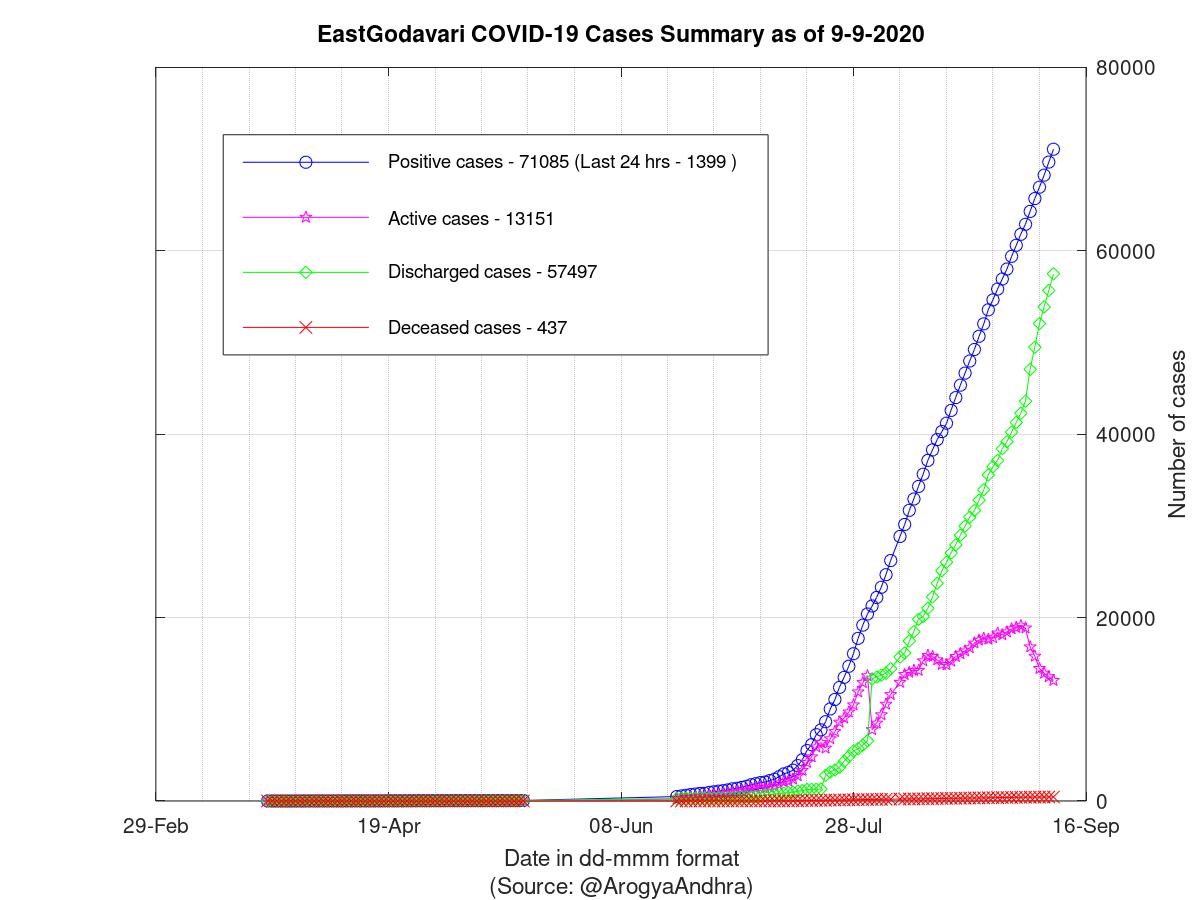 EastGodavari COVID-19 Cases Summary as of 9-9-2020
80000
Positive cases - 71085 (Last 24 hrs - 1399 )
Active cases - 13151
60000
Discharged cases - 57497
Deceased cases - 437
Number of cases
40000
20000
0
29-Feb 19-Apr 08-Jun 28-Jul 16-Sep
Date in dd-mmm format
(Source: @ArogyaAndhra)